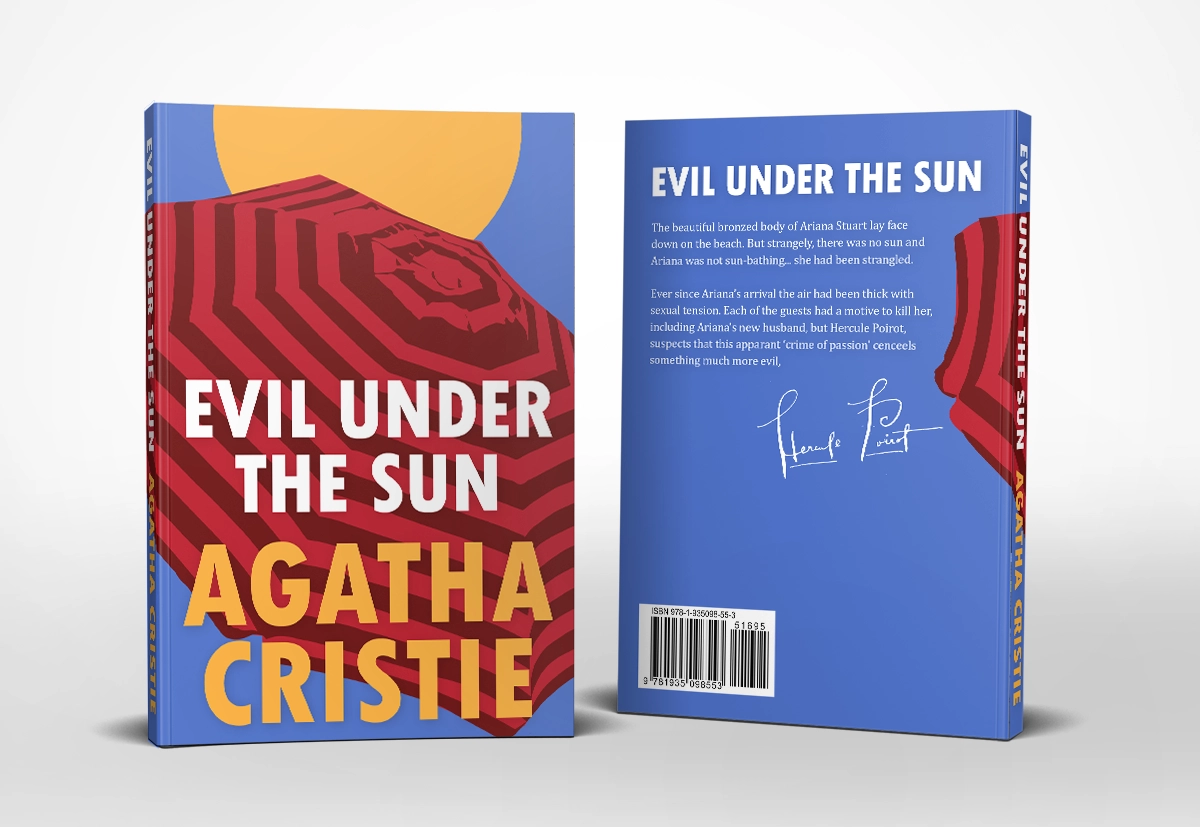 EVIL UNDER THE SUN AGATHA CRISTIE
EVIL UNDER
THE SUN
AGATHA
CRISTIE
EVIL UNDER THE SUN
The beautiful bronzed body of Ariana Stuart lay face
down on the beach. But strangely, there was no sun and
Ariana was not sun-bathing... she had been strangled.
Ever since Ariana's arrival the air had been thick with
sexual tension. Each of the guests had a motive to kill her,
including Ariana's new husband, but Hercule Poirot,
suspects that this apparant 'crime of passion' cenceels
something much more evil,
Hercule Poirot
ISBN 978-1-935098-55-3
51695
9 781935 098553
EVIL UNDER THE SUN AGATHA CRISTIE